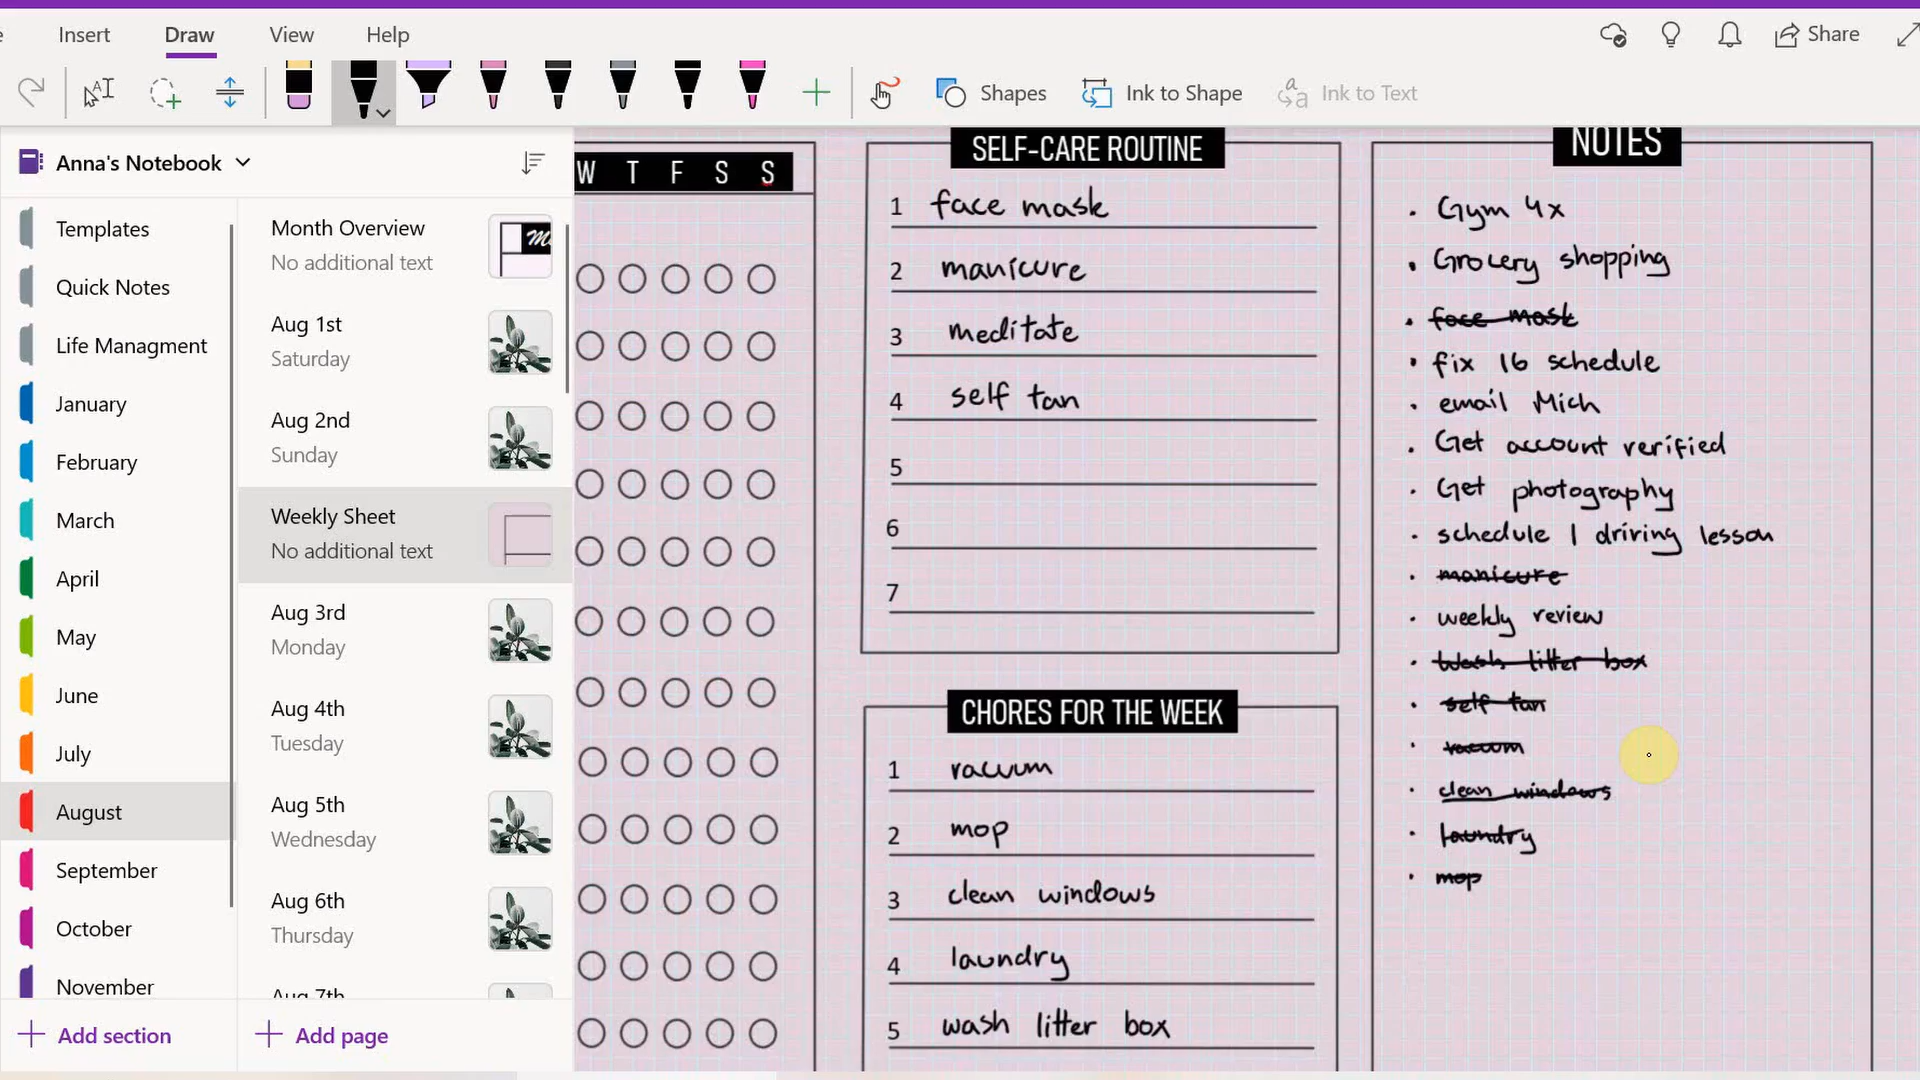 Insert Draw View Help Share
Shapes Ink to Shape Ink to Text
Anna's Notebook
Templates
Quick Notes
Life Managment
January
February
March
April
May
June
July
August
September
October
November
Add section
Month Overview
No additional text
Aug 1st
Saturday
Aug 2nd
Sunday
Weekly Sheet
No additional text
Aug 3rd
Monday
Aug 4th
Tuesday
Aug 5th
Wednesday
Aug 6th
Thursday
Aug 7th
Add page
W T F S S
SELF-CARE ROUTINE
1 face mask
2 manicure
3 meditate
4 self tan
5
6
7
CHORES FOR THE WEEK
1 vacuum
2 mop
3 clean windows
4 laundry
5 wash litter box
NOTES
· Gym 4x
· Grocery shopping
· face mask
· fix 16 schedule
· email Mich
· Get account verified
· Get photography
· schedule 1 driving lesson
· manicure
· weekly review
· wash litter box
· self tan
· vacuum
· clean windows
· laundry
· mop